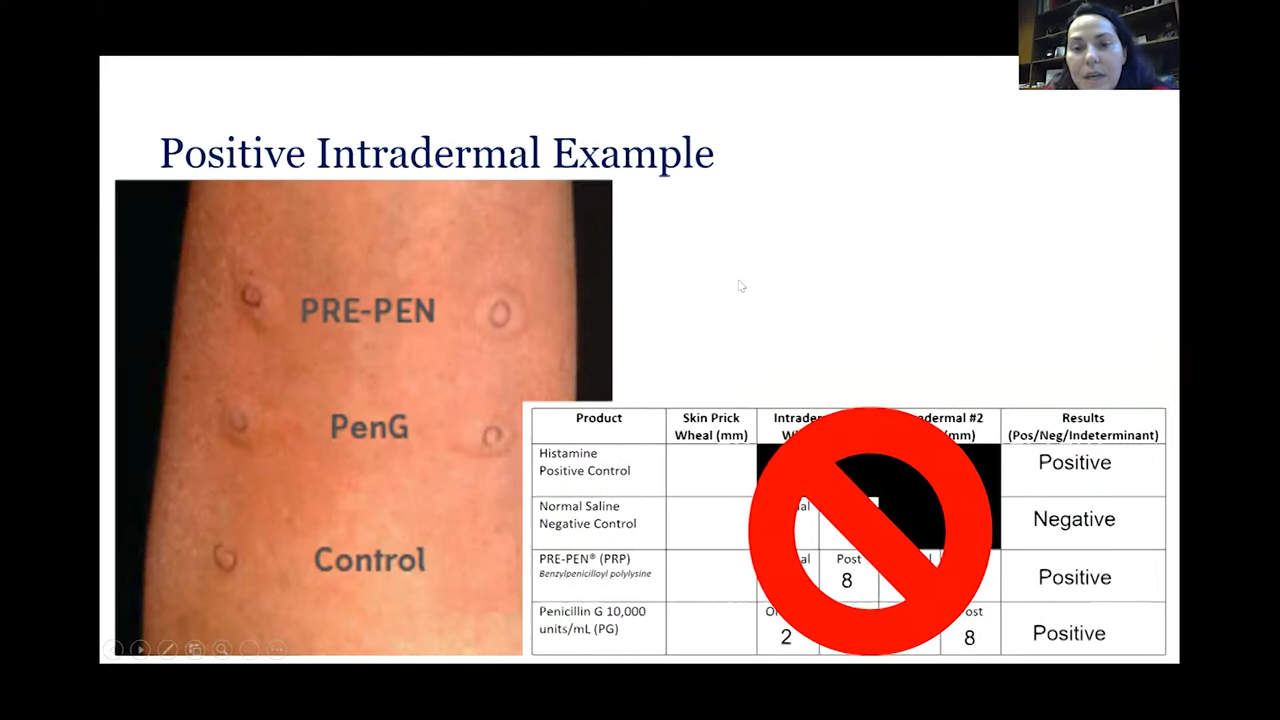 Positive Intradermal Example
PRE-PEN
PenG
Control
Product
Skin Prick
Wheal (mm)
#2
(mm)
Results
(Pos/Neg/Indeterminant)
Histamine
Positive Control
Positive
Normal Saline
Negative Control
Negative
PRE-PEN® (PRP)
Benzylpenicilloyl polylysine
Post
8
Positive
Penicillin G 10,000
units/mL (PG)
2
8
Positive